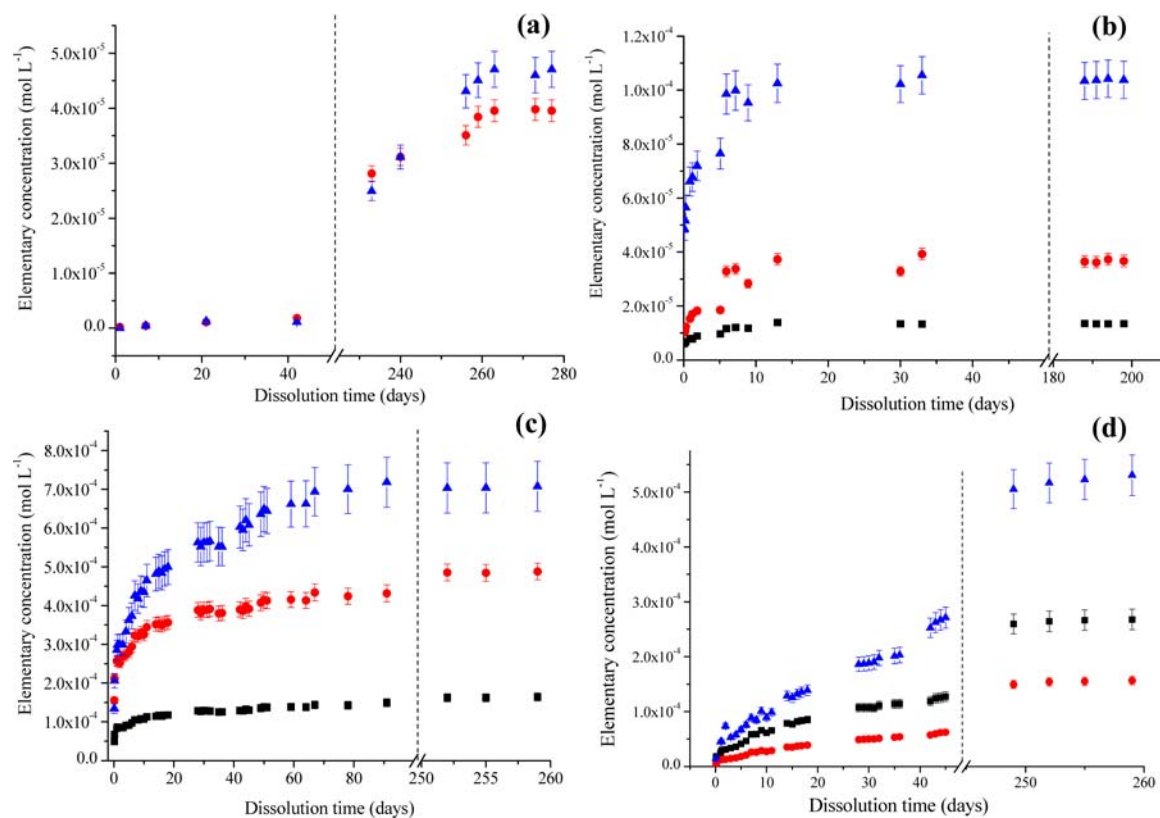 (a)
Elementary concentration (mol L⁻¹)
5.0x10⁻⁵
4.0x10⁻⁵
3.0x10⁻⁵
2.0x10⁻⁵
1.0x10⁻⁵
0.0
0 20 40 240 260 280
Dissolution time (days)
(b)
Elementary concentration (mol L⁻¹)
1.2x10⁻⁴
1.0x10⁻⁴
8.0x10⁻⁵
6.0x10⁻⁵
4.0x10⁻⁵
2.0x10⁻⁵
0.0
0 10 20 30 40 180 200
Dissolution time (days)
(c)
Elementary concentration (mol L⁻¹)
8.0x10⁻⁴
7.0x10⁻⁴
6.0x10⁻⁴
5.0x10⁻⁴
4.0x10⁻⁴
3.0x10⁻⁴
2.0x10⁻⁴
1.0x10⁻⁴
0.0
0 20 40 60 80 250 255 260
Dissolution time (days)
(d)
Elementary concentration (mol L⁻¹)
5.0x10⁻⁴
4.0x10⁻⁴
3.0x10⁻⁴
2.0x10⁻⁴
1.0x10⁻⁴
0.0
0 10 20 30 40 250 260
Dissolution time (days)